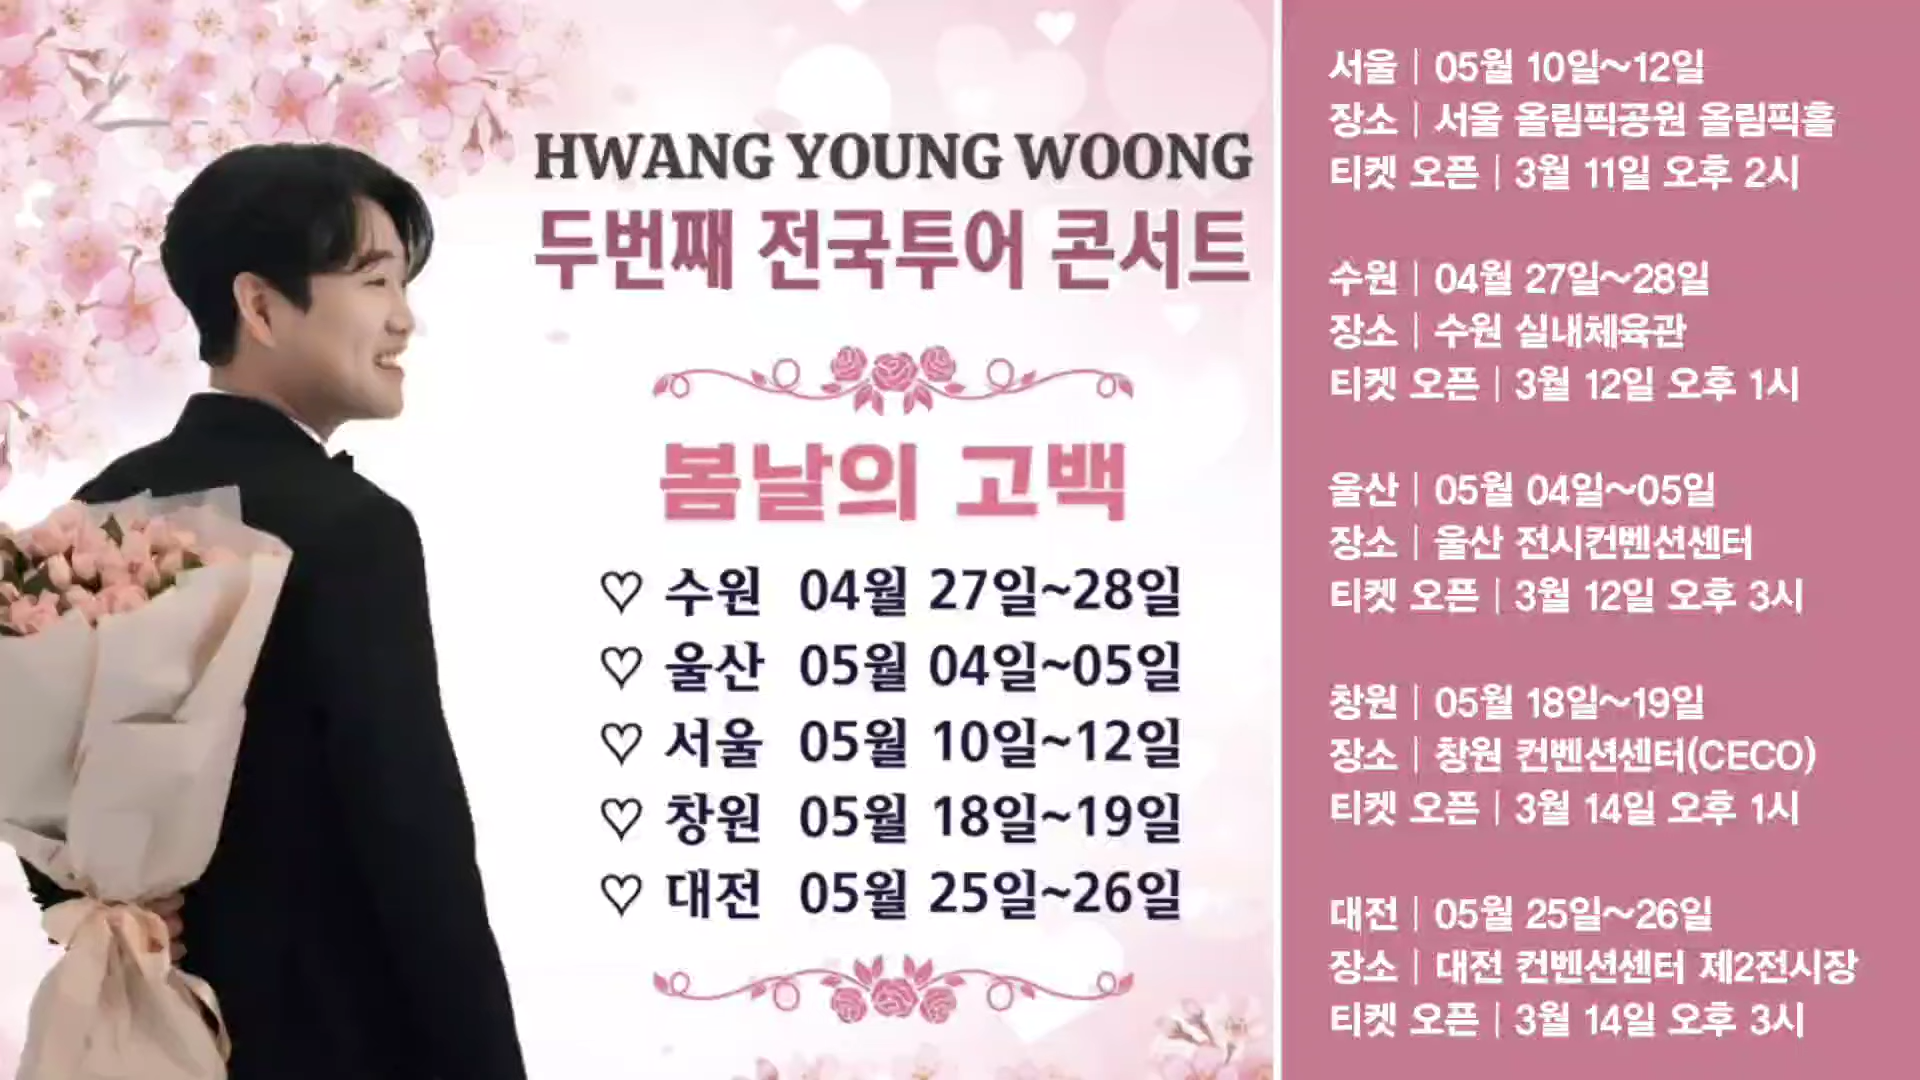 HWANG YOUNG WOONG
두번째 전국투어 콘서트
봄날의 고백
♡ 수원 04월 27일~28일
♡ 울산 05월 04일~05일
♡ 서울 05월 10일~12일
♡ 창원 05월 18일~19일
♡ 대전 05월 25일~26일
서울 | 05월 10일~12일
장소 | 서울 올림픽공원 올림픽홀
티켓 오픈 | 3월 11일 오후 2시
수원 | 04월 27일~28일
장소 | 수원 실내체육관
티켓 오픈 | 3월 12일 오후 1시
울산 | 05월 04일~05일
장소 | 울산 전시컨벤션센터
티켓 오픈 | 3월 12일 오후 3시
창원 | 05월 18일~19일
장소 | 창원 컨벤션센터(CECO)
티켓 오픈 | 3월 14일 오후 1시
대전 | 05월 25일~26일
장소 | 대전 컨벤션센터 제2전시장
티켓 오픈 | 3월 14일 오후 3시